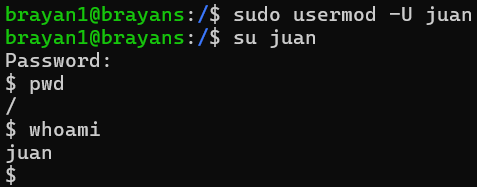 brayan1@brayans:/$ sudo usermod -U juan
brayan1@brayans:/$ su juan
Password:
$ pwd
/
$ whoami
juan
$